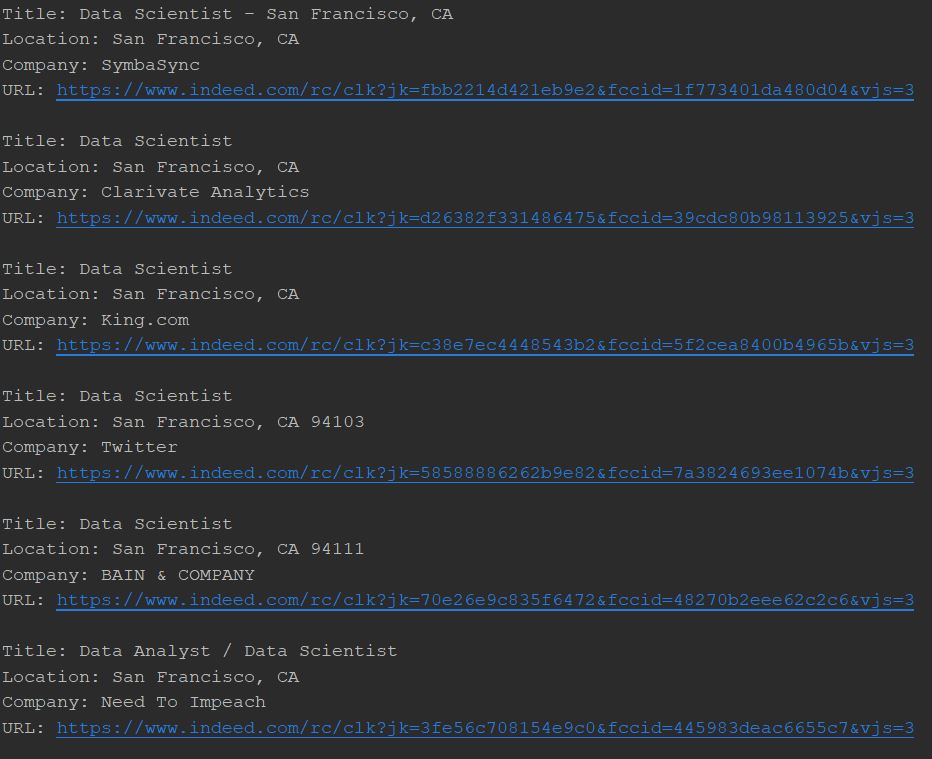 Title: Data Scientist – San Francisco, CA
Location: San Francisco, CA
Company: SymbaSync
URL: https://www.indeed.com/rc/clk?jk=fbb2214d421eb9e2&fccid=1f773401da480d04&vjs=3
Title: Data Scientist
Location: San Francisco, CA
Company: Clarivate Analytics
URL: https://www.indeed.com/rc/clk?jk=d26382f331486475&fccid=39cdc80b98113925&vjs=3
Title: Data Scientist
Location: San Francisco, CA
Company: King.com
URL: https://www.indeed.com/rc/clk?jk=c38e7ec4448543b2&fccid=5f2cea8400b4965b&vjs=3
Title: Data Scientist
Location: San Francisco, CA 94103
Company: Twitter
URL: https://www.indeed.com/rc/clk?jk=58588886262b9e82&fccid=7a3824693ee1074b&vjs=3
Title: Data Scientist
Location: San Francisco, CA 94111
Company: BAIN & COMPANY
URL: https://www.indeed.com/rc/clk?jk=70e26e9c835f6472&fccid=48270b2eee62c2c6&vjs=3
Title: Data Analyst / Data Scientist
Location: San Francisco, CA
Company: Need To Impeach
URL: https://www.indeed.com/rc/clk?jk=3fe56c708154e9c0&fccid=445983deac6655c7&vjs=3